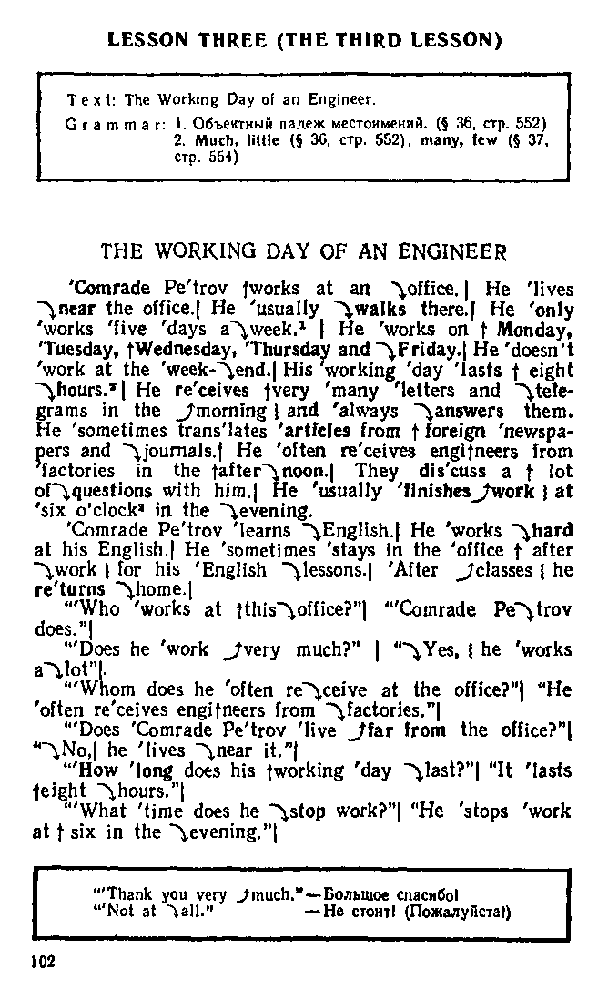 LESSON THREE (THE THIRD LESSON)
Text: The Working Day of an Engineer.
Grammar: 1. Объектный падеж местоимений. (§ 36, стр. 552)
2. Much, little (§ 36, стр. 552), many, few (§ 37,
стр. 554)
THE WORKING DAY OF AN ENGINEER
'Comrade Pe'trov †works at an ⤵office.| He 'lives
⤵near the office.| He 'usually ⤵walks there.| He 'only
'works 'five 'days a⤵week.¹ | He 'works on † Monday,
'Tuesday, †Wednesday, 'Thursday and ⤵Friday.| He 'doesn't
'work at the 'week-⤵end.| His 'working 'day 'lasts † eight
⤵hours.²| He re'ceives †very 'many 'letters and ⤵tele-
grams in the ⤴morning | and 'always ⤵answers them.
He 'sometimes trans'lates 'articles from † foreign 'newspa-
pers and ⤵journals.| He 'often re'ceives engi†neers from
'factories in the †after⤵noon.| They dis'cuss a † lot
of⤵questions with him.| He 'usually 'finishes⤴work | at
'six o'clock³ in the ⤵evening.
'Comrade Pe'trov 'learns ⤵English.| He 'works ⤵hard
at his English.| He 'sometimes 'stays in the 'office † after
⤵work | for his 'English ⤵lessons.| 'After ⤴classes | he
re'turns ⤵home.|
“'Who 'works at †this⤵office?”| “'Comrade Pe⤵trov
does.”|
“'Does he 'work ⤴very much?” | “⤵Yes, | he 'works
a⤵lot”|.
“'Whom does he 'often re⤵ceive at the office?”| “He
'often re'ceives engi†neers from ⤵factories.”|
“'Does 'Comrade Pe'trov 'live ⤴far from the office?”|
“⤵No,| he 'lives ⤵near it.”|
“'How 'long does his †working 'day ⤵last?”| “It 'lasts
†eight ⤵hours.”|
“'What 'time does he ⤵stop work?”| “He 'stops 'work
at † six in the ⤵evening.”|
“'Thank you very ⤴much.”—Большое спасибо!
“'Not at ⤵all.” —Не стоит! (Пожалуйста!)
102